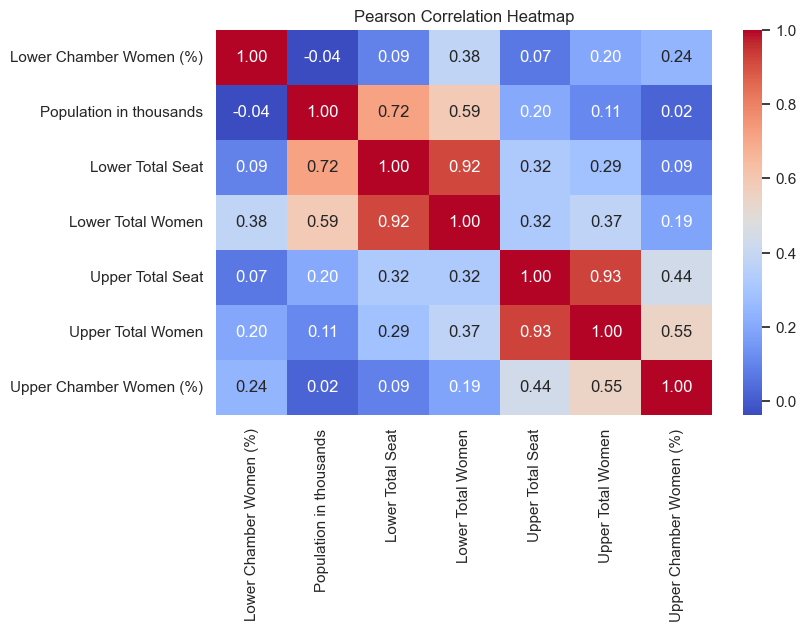 Pearson Correlation Heatmap
Lower Chamber Women (%) 1.00 -0.04 0.09 0.38 0.07 0.20 0.24
Population in thousands -0.04 1.00 0.72 0.59 0.20 0.11 0.02
Lower Total Seat 0.09 0.72 1.00 0.92 0.32 0.29 0.09
Lower Total Women 0.38 0.59 0.92 1.00 0.32 0.37 0.19
Upper Total Seat 0.07 0.20 0.32 0.32 1.00 0.93 0.44
Upper Total Women 0.20 0.11 0.29 0.37 0.93 1.00 0.55
Upper Chamber Women (%) 0.24 0.02 0.09 0.19 0.44 0.55 1.00
Lower Chamber Women (%)
Population in thousands
Lower Total Seat
Lower Total Women
Upper Total Seat
Upper Total Women
Upper Chamber Women (%)
1.0
0.8
0.6
0.4
0.2
0.0